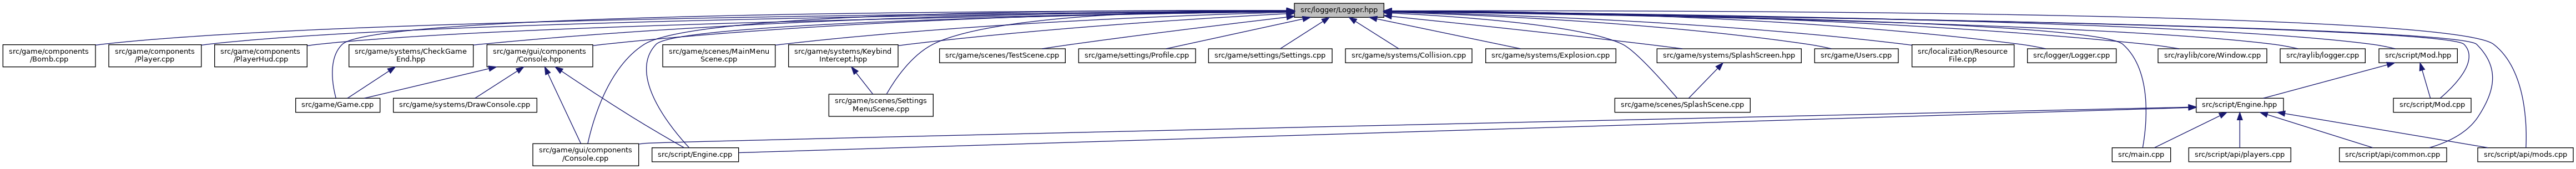 src/logger/Logger.hpp
src/game/components
/Bomb.cpp
src/game/components
/Player.cpp
src/game/components
/PlayerHud.cpp
src/game/systems/CheckGame
End.hpp
src/game/gui/components
/Console.hpp
src/game/scenes/MainMenu
Scene.cpp
src/game/systems/Keybind
Intercept.hpp
src/game/scenes/TestScene.cpp
src/game/settings/Profile.cpp
src/game/settings/Settings.cpp
src/game/systems/Collision.cpp
src/game/systems/Explosion.cpp
src/game/systems/SplashScreen.hpp
src/game/Users.cpp
src/localization/Resource
File.cpp
src/logger/Logger.cpp
src/raylib/core/Window.cpp
src/raylib/logger.cpp
src/script/Mod.hpp
src/game/Game.cpp
src/game/systems/DrawConsole.cpp
src/game/scenes/Settings
MenuScene.cpp
src/game/scenes/SplashScene.cpp
src/script/Engine.hpp
src/script/Mod.cpp
src/game/gui/components
/Console.cpp
src/script/Engine.cpp
src/main.cpp
src/script/api/players.cpp
src/script/api/common.cpp
src/script/api/mods.cpp